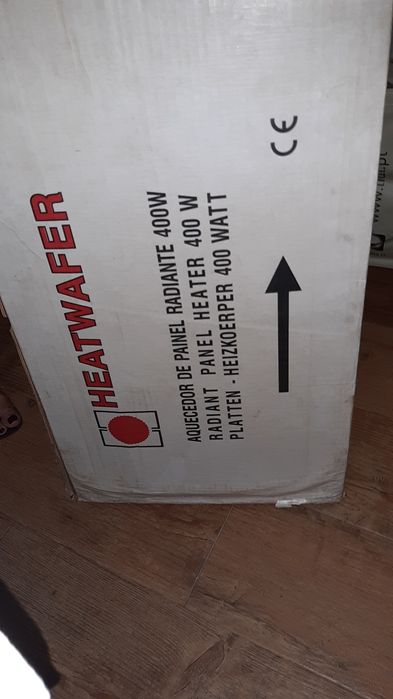 HEATWAFER
AQUECEDOR DE PAINEL RADIANTE 400W
RADIANT PANEL HEATER 400 W
PLATTEN - HEIZKOERPER 400 WATT
CE